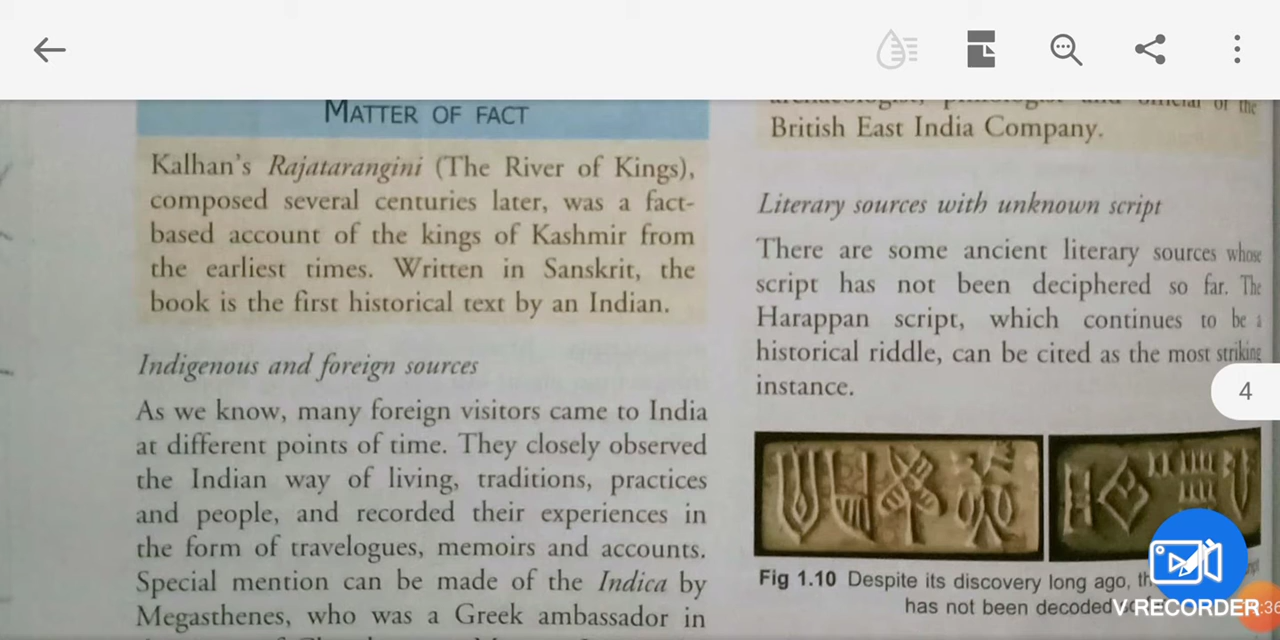 MATTER OF FACT
Kalhan's Rajatarangini (The River of Kings),
composed several centuries later, was a fact-
based account of the kings of Kashmir from
the earliest times. Written in Sanskrit, the
book is the first historical text by an Indian.
Indigenous and foreign sources
As we know, many foreign visitors came to India
at different points of time. They closely observed
the Indian way of living, traditions, practices
and people, and recorded their experiences in
the form of travelogues, memoirs and accounts.
Special mention can be made of the Indica by
Megasthenes, who was a Greek ambassador in
official of the
British East India Company.
Literary sources with unknown script
There are some ancient literary sources whose
script has not been deciphered so far. The
Harappan script, which continues to be a
historical riddle, can be cited as the most striking
instance.
Fig 1.10 Despite its discovery long ago,
has not been decoded
4
V RECORDER
:36